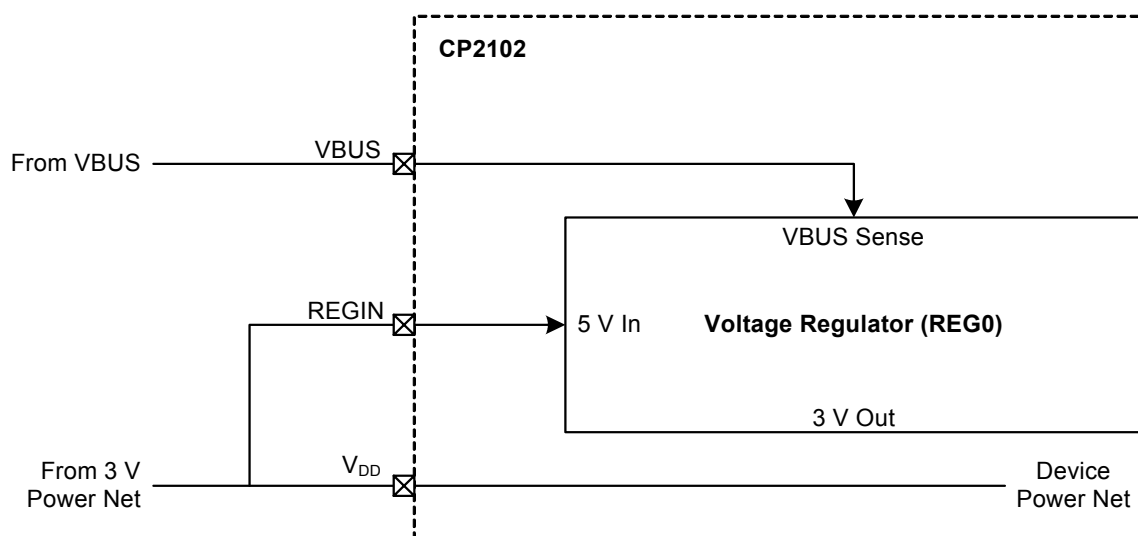 CP2102
From VBUS
VBUS
VBUS Sense
REGIN
5 V In
Voltage Regulator (REG0)
3 V Out
From 3 V
Power Net
VDD
Device
Power Net